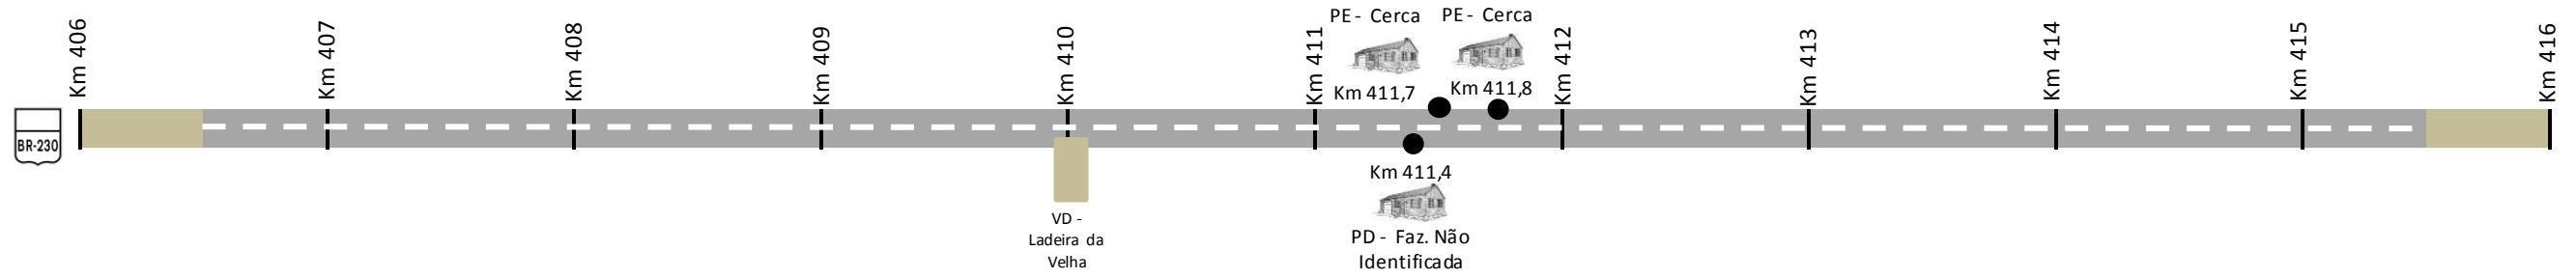 PE - Cerca
PE - Cerca
Km 406
Km 407
Km 408
Km 409
Km 410
Km 411
Km 412
Km 413
Km 414
Km 415
Km 416
Km 411,7
Km 411,8
BR-230
Km 411,4
VD -
Ladeira da
Velha
PD - Faz. Não
Identificada